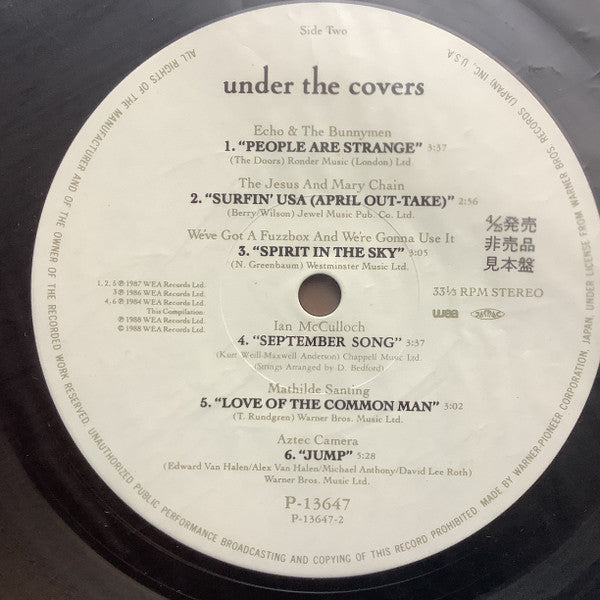 Side Two
under the covers
Echo & The Bunnymen
1. "PEOPLE ARE STRANGE" 3:37
(The Doors) Ronder Music (London) Ltd.
The Jesus And Mary Chain
2. "SURFIN' USA (APRIL OUT-TAKE)" 2:56
(Berry/Wilson) Jewel Music Pub. Co. Ltd.
We've Got A Fuzzbox And We're Gonna Use It
3. "SPIRIT IN THE SKY" 3:05
(N. Greenbaum) Westminster Music Ltd.
4/25発売
非売品
見本盤
1, 2, 5 ℗ 1987 WEA Records Ltd.
3 ℗ 1986 WEA Records Ltd.
4, 6 ℗ 1984 WEA Records Ltd.
This Compilation
℗ 1988 WEA Records Ltd.
© 1988 WEA Records Ltd.
33⅓ RPM STEREO
wea
Ian McCulloch
4. "SEPTEMBER SONG" 3:37
(Kurt Weill-Maxwell Anderson) Chappell Music Ltd.
(Strings Arranged by D. Bedford)
Mathilde Santing
5. "LOVE OF THE COMMON MAN" 3:02
(T. Rundgren) Warner Bros. Music Ltd.
Aztec Camera
6. "JUMP" 5:28
(Edward Van Halen/Alex Van Halen/Michael Anthony/David Lee Roth)
Warner Bros. Music Ltd.
P-13647
P-13647-2
ALL RIGHTS OF THE MANUFACTURER AND OF THE OWNER OF THE RECORDED WORK RESERVED. UNAUTHORIZED PUBLIC PERFORMANCE BROADCASTING AND COPYING OF THIS RECORD PROHIBITED. MADE BY WARNER-PIONEER CORPORATION, JAPAN, UNDER LICENSE FROM WARNER BROS. RECORDS (JAPAN) INC., U.S.A